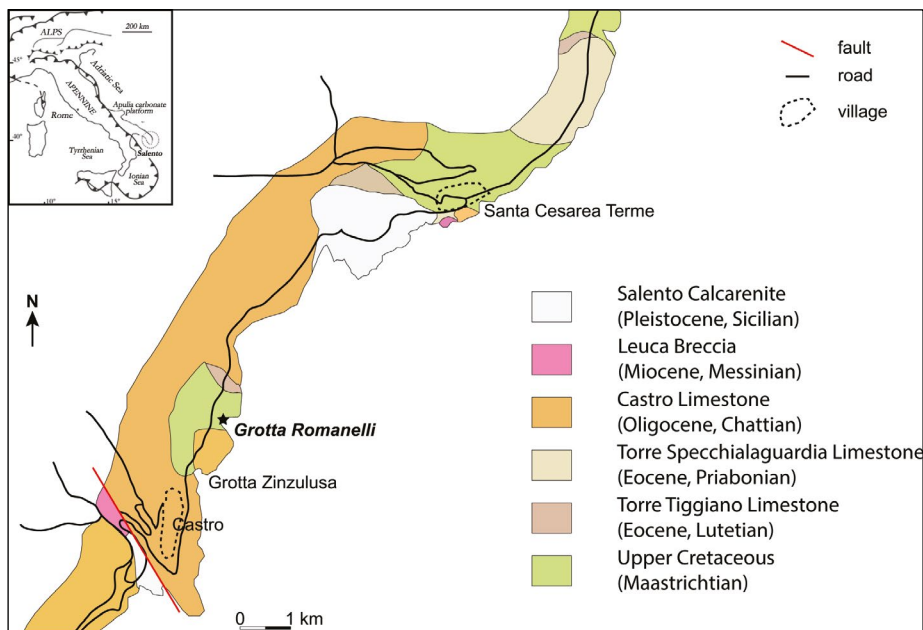 ALPS
200 km
45°
Adriatic Sea
APENNINE
Apulia carbonate
platform
Rome
40°
Salento
Tyrrhenian
Sea
Ionian
Sea
10°
15°
fault
road
village
Santa Cesarea Terme
N
Salento Calcarenite
(Pleistocene, Sicilian)
Leuca Breccia
(Miocene, Messinian)
Castro Limestone
(Oligocene, Chattian)
Grotta Romanelli
Torre Specchialaguardia Limestone
(Eocene, Priabonian)
Grotta Zinzulusa
Torre Tiggiano Limestone
(Eocene, Lutetian)
Castro
Upper Cretaceous
(Maastrichtian)
0 1 km